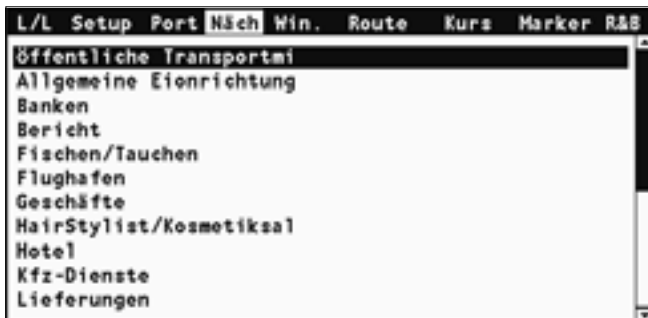 L/L Setup Port Näch Win. Route Kurs Marker R&B
öffentliche Transportmi
Allgemeine Eionrichtung
Banken
Bericht
Fischen/Tauchen
Flughafen
Geschäfte
HairStylist/Kosmetiksal
Hotel
Kfz-Dienste
Lieferungen